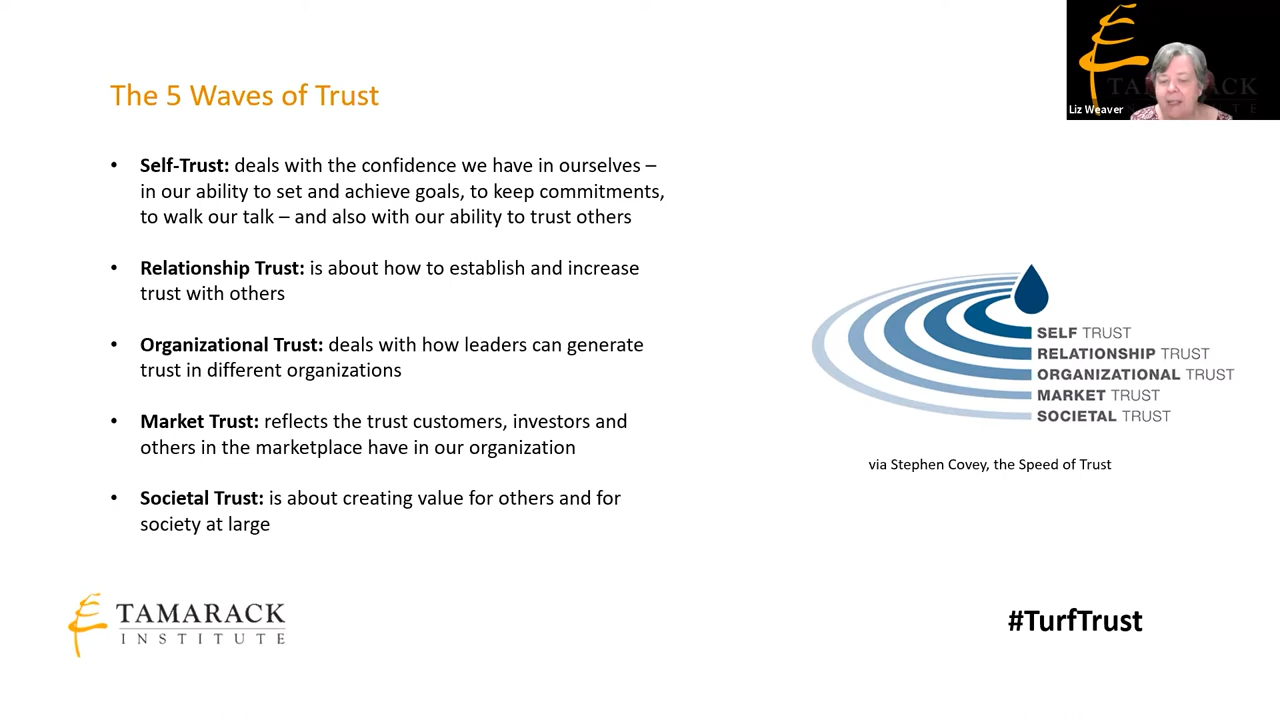 The 5 Waves of Trust
• Self-Trust: deals with the confidence we have in ourselves –
in our ability to set and achieve goals, to keep commitments,
to walk our talk – and also with our ability to trust others
• Relationship Trust: is about how to establish and increase
trust with others
• Organizational Trust: deals with how leaders can generate
trust in different organizations
• Market Trust: reflects the trust customers, investors and
others in the marketplace have in our organization
• Societal Trust: is about creating value for others and for
society at large
SELF TRUST
RELATIONSHIP TRUST
ORGANIZATIONAL TRUST
MARKET TRUST
SOCIETAL TRUST
via Stephen Covey, the Speed of Trust
TAMARACK
INSTITUTE
#TurfTrust
Liz Weaver